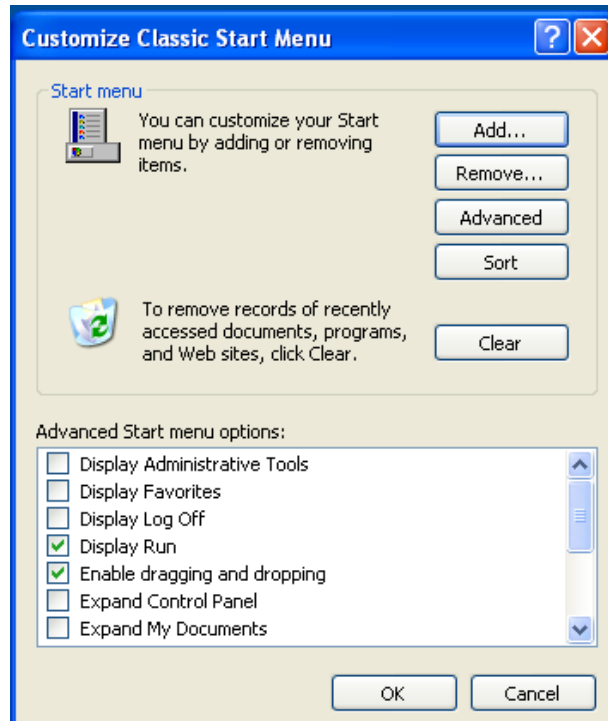 Customize Classic Start Menu
Start menu
You can customize your Start
menu by adding or removing
items.
Add...
Remove...
Advanced
Sort
To remove records of recently
accessed documents, programs,
and Web sites, click Clear.
Clear
Advanced Start menu options:
Display Administrative Tools
Display Favorites
Display Log Off
Display Run
Enable dragging and dropping
Expand Control Panel
Expand My Documents
OK
Cancel